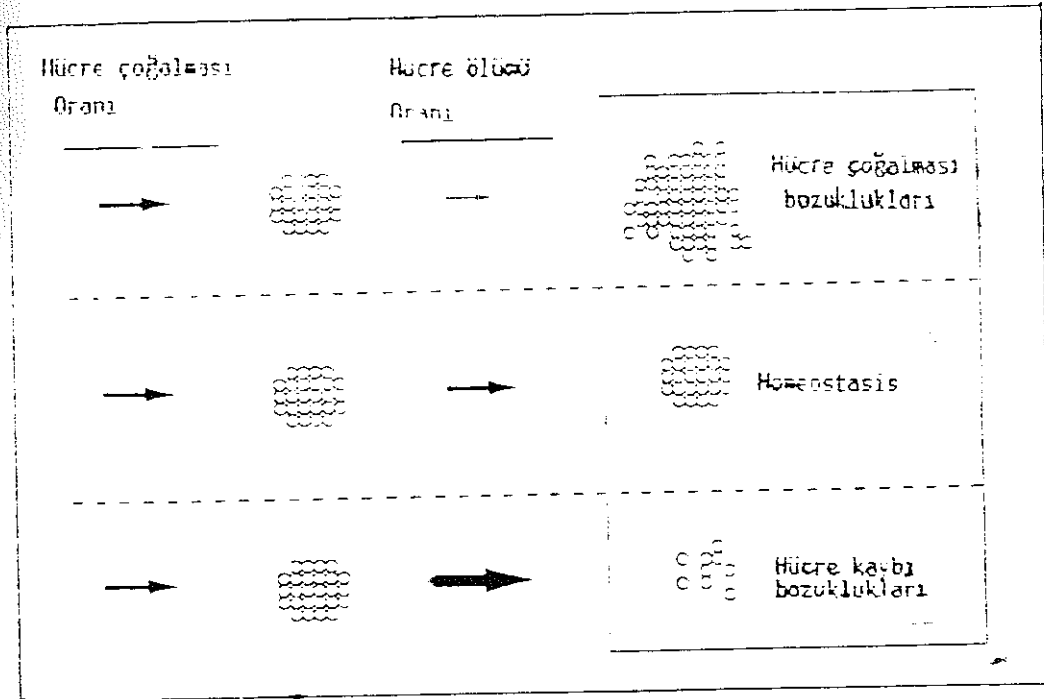 Hücre çoğalması
Oranı
Hücre ölümü
Oranı
Hücre çoğalması
bozuklukları
Homeostasis
Hücre kaybı
bozuklukları